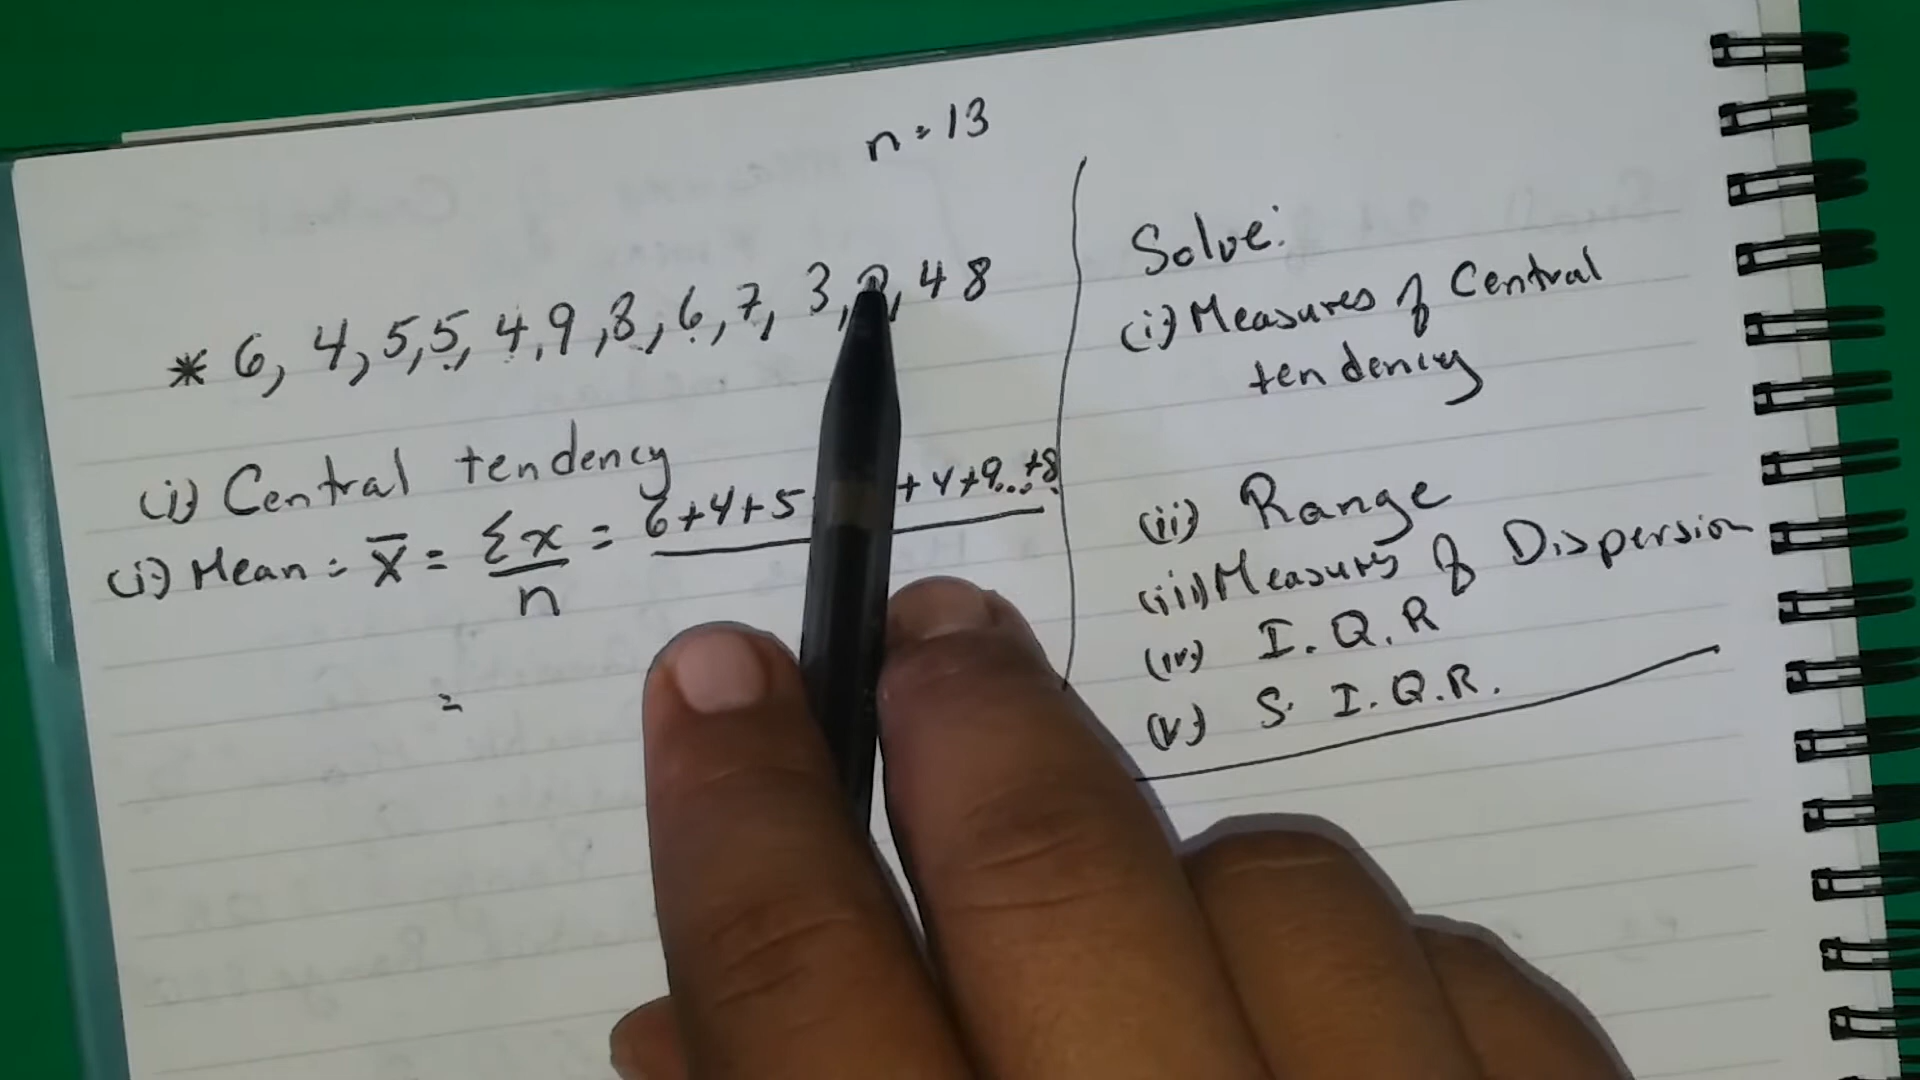 n = 13
* 6, 4, 5, 5, 4, 9, 8, 6, 7, 3, , 4 8
(i) Central tendency
(i) Mean = x̄ = Σx/n = 6+4+5 +4+9...+8
=
Solve:
(i) Measures of Central
tendency
(ii) Range
(iii) Measures of Dispersion
(iv) I.Q.R
(v) S. I.Q.R.